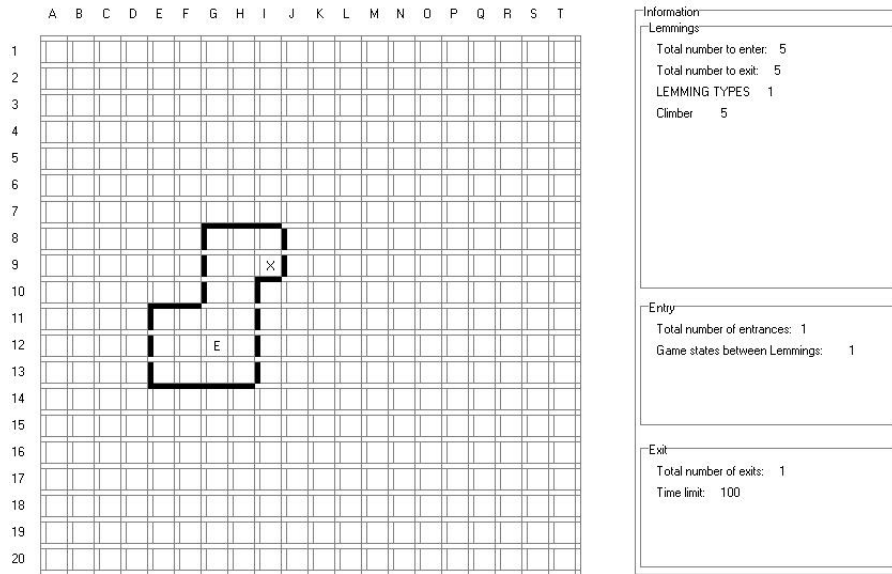 A B C D E F G H I J K L M N O P Q R S T
Information
Lemmings
1
Total number to enter: 5
2
Total number to exit: 5
3
LEMMING TYPES 1
Climber 5
4
5
6
7
8
9
X
10
11
Entry
Total number of entrances: 1
12
E
Game states between Lemmings: 1
13
14
15
16
Exit
17
Total number of exits: 1
Time limit: 100
18
19
20